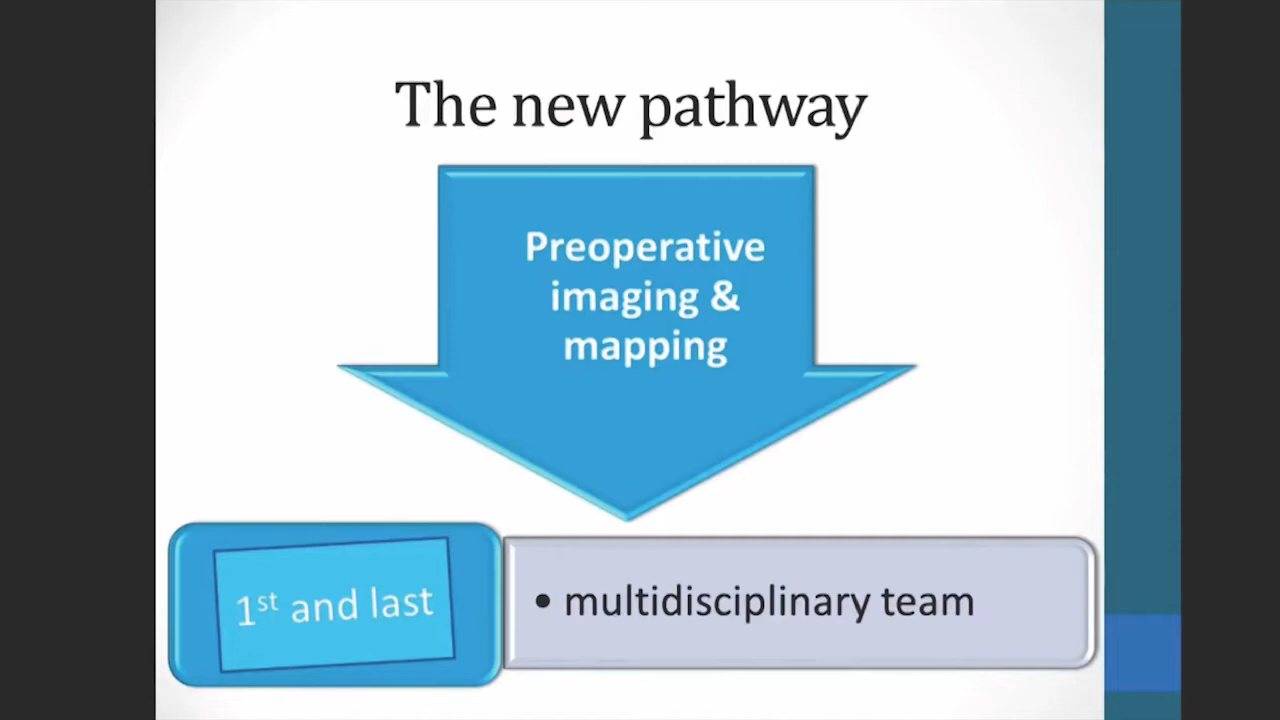 The new pathway
Preoperative
imaging &
mapping
1st and last
• multidisciplinary team